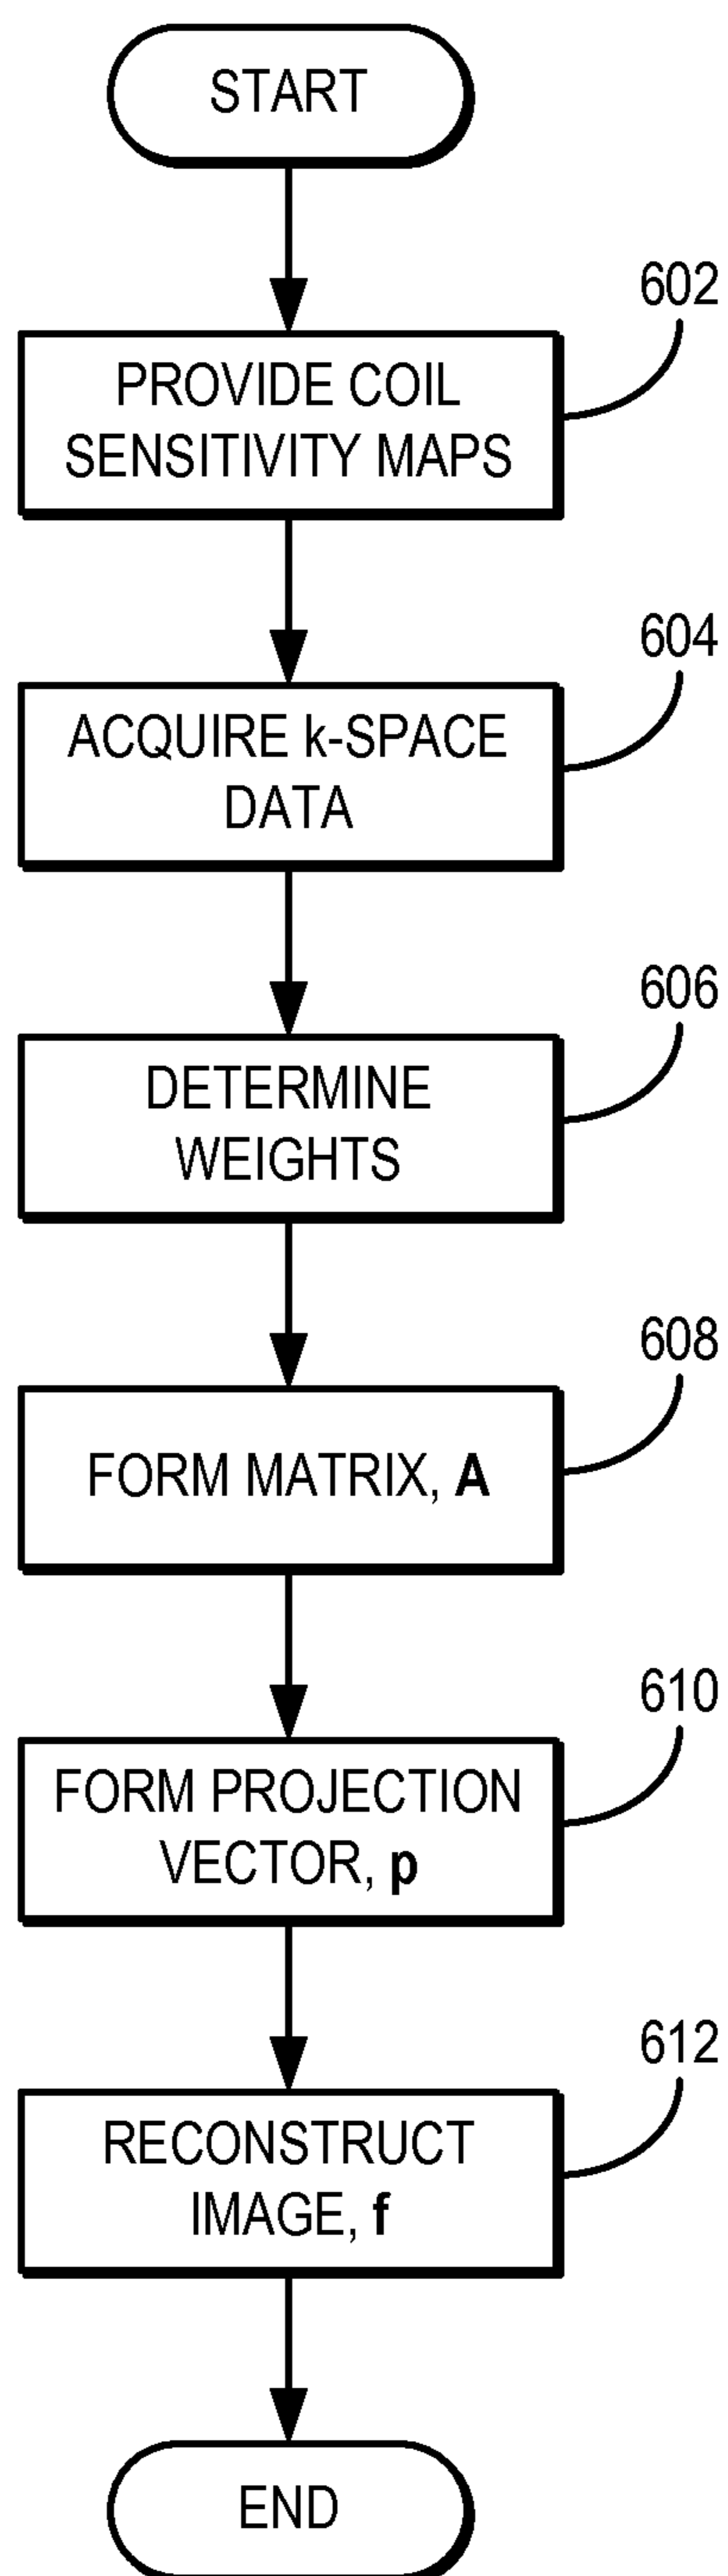 START
602
PROVIDE COIL
SENSITIVITY MAPS
604
ACQUIRE k-SPACE
DATA
606
DETERMINE
WEIGHTS
608
FORM MATRIX, A
610
FORM PROJECTION
VECTOR, p
612
RECONSTRUCT
IMAGE, f
END